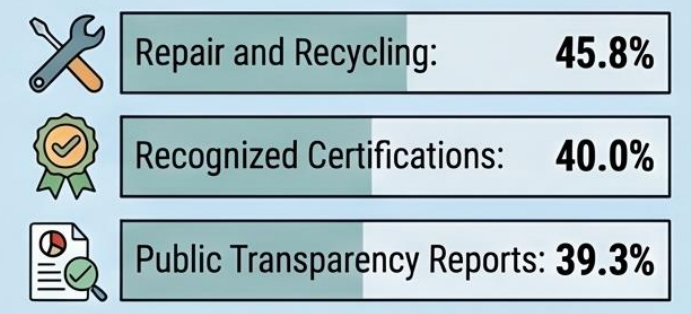 Repair and Recycling: 45.8%
Recognized Certifications: 40.0%
Public Transparency Reports: 39.3%